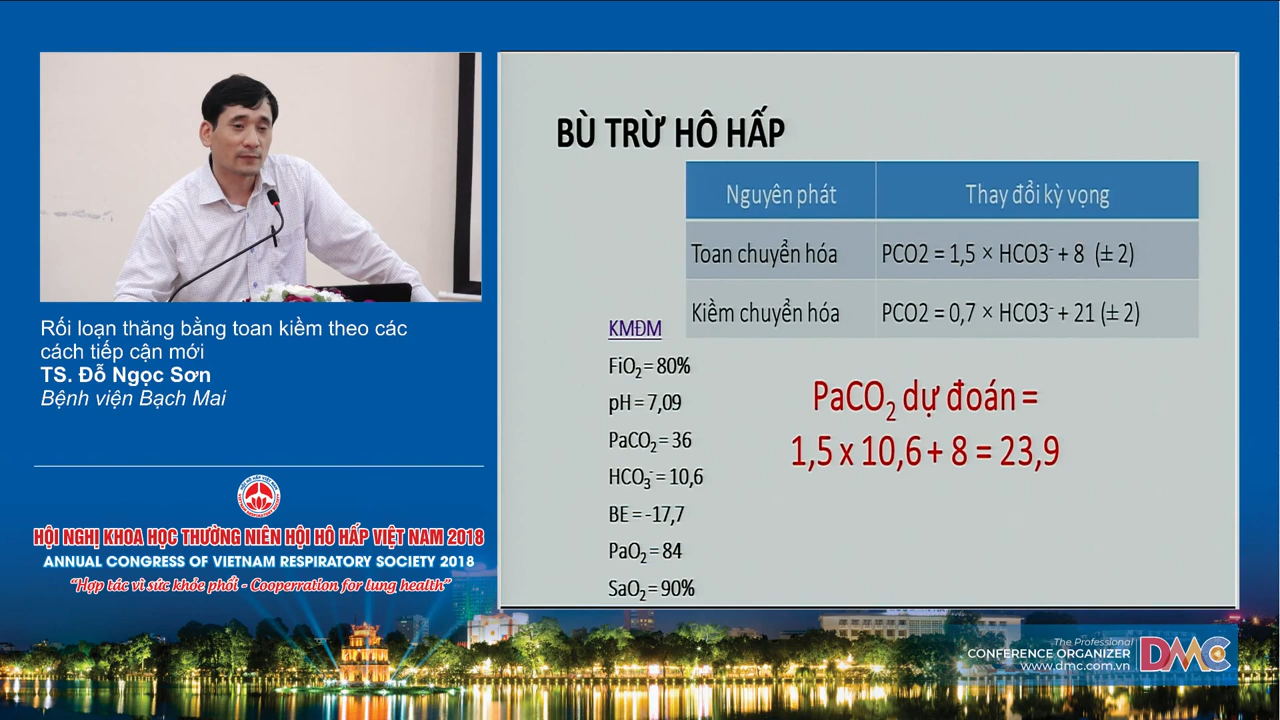 BÙ TRỪ HÔ HẤP
Nguyên phát
Thay đổi kỳ vọng
Toan chuyển hóa
PCO2 = 1,5 × HCO3⁻ + 8 (± 2)
Kiềm chuyển hóa
PCO2 = 0,7 × HCO3⁻ + 21 (± 2)
KMĐM
FiO₂ = 80%
pH = 7,09
PaCO₂ = 36
HCO₃⁻ = 10,6
BE = -17,7
PaO₂ = 84
SaO₂ = 90%
PaCO₂ dự đoán =
1,5 x 10,6 + 8 = 23,9
Rối loạn thăng bằng toan kiềm theo các
cách tiếp cận mới
TS. Đỗ Ngọc Sơn
Bệnh viện Bạch Mai
HỘI NGHỊ KHOA HỌC THƯỜNG NIÊN HỘI HÔ HẤP VIỆT NAM 2018
ANNUAL CONGRESS OF VIETNAM RESPIRATORY SOCIETY 2018
"Hợp tác vì sức khỏe phổi - Cooperration for lung health"
The Professional
CONFERENCE ORGANIZER
www.dmc.com.vn
DMC